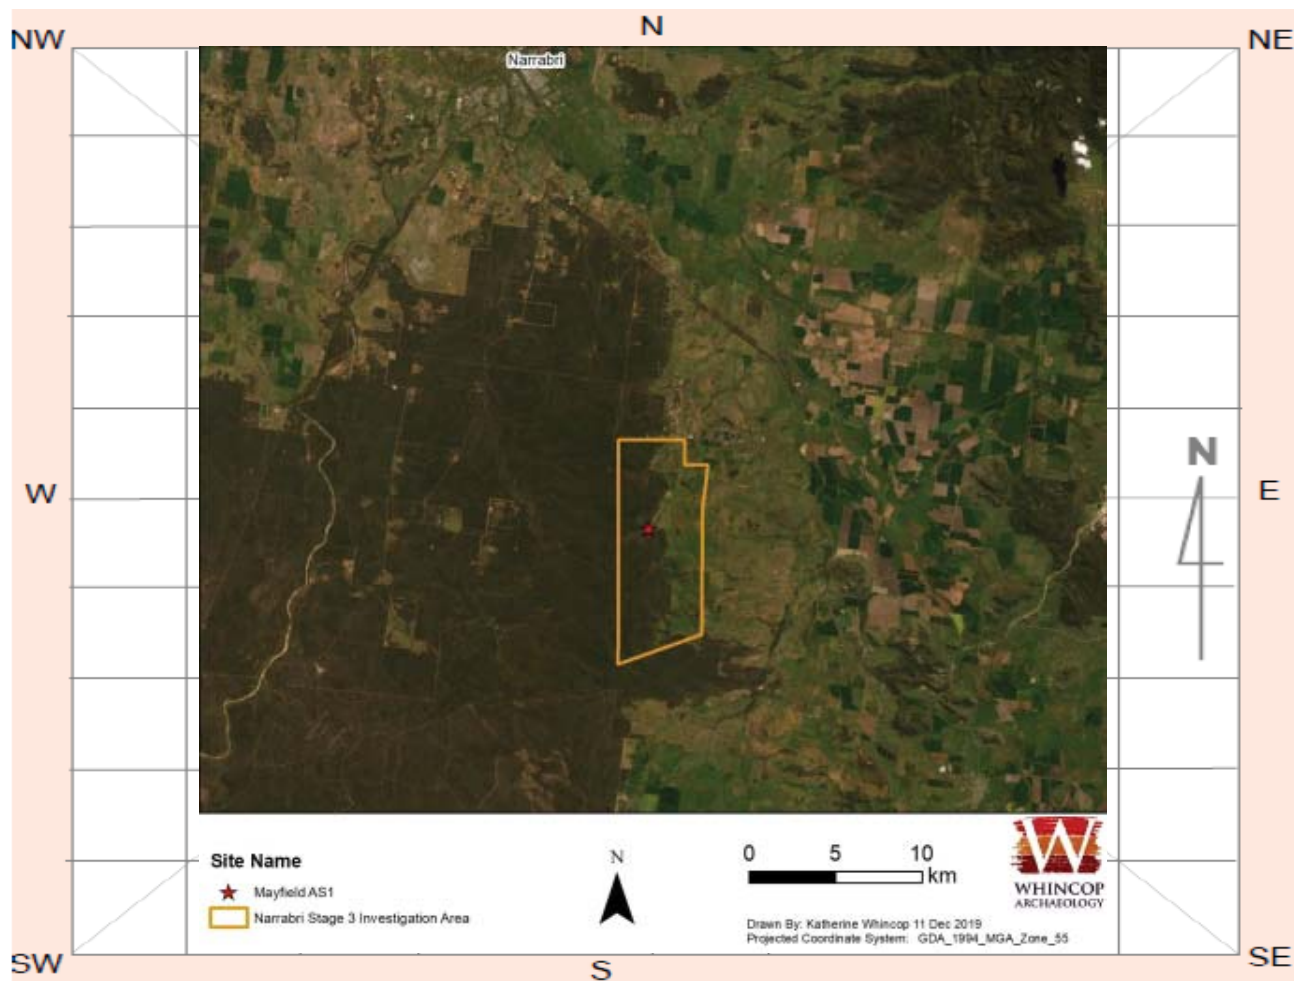 N
NW
NE
Narrabri
N
W
E
Site Name
Mayfield AS1
Narrabri Stage 3 Investigation Area
N
0 5 10
km
W
WHINCOP
ARCHAEOLOGY
Drawn By: Katherine Whincop 11 Dec 2019
Projected Coordinate System: GDA_1994_MGA_Zone_55
SW
S
SE